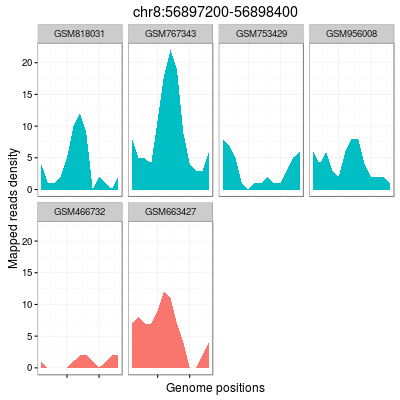 chr8:56897200-56898400
GSM818031 GSM767343 GSM753429 GSM956008
20
15
10
5
0
GSM466732 GSM663427
20
15
10
5
0
Mapped reads density
Genome positions